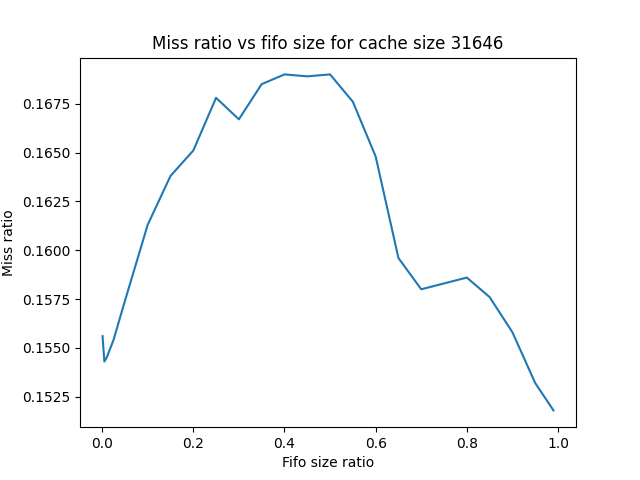 Miss ratio vs fifo size for cache size 31646
Miss ratio
0.1675
0.1650
0.1625
0.1600
0.1575
0.1550
0.1525
0.0 0.2 0.4 0.6 0.8 1.0
Fifo size ratio